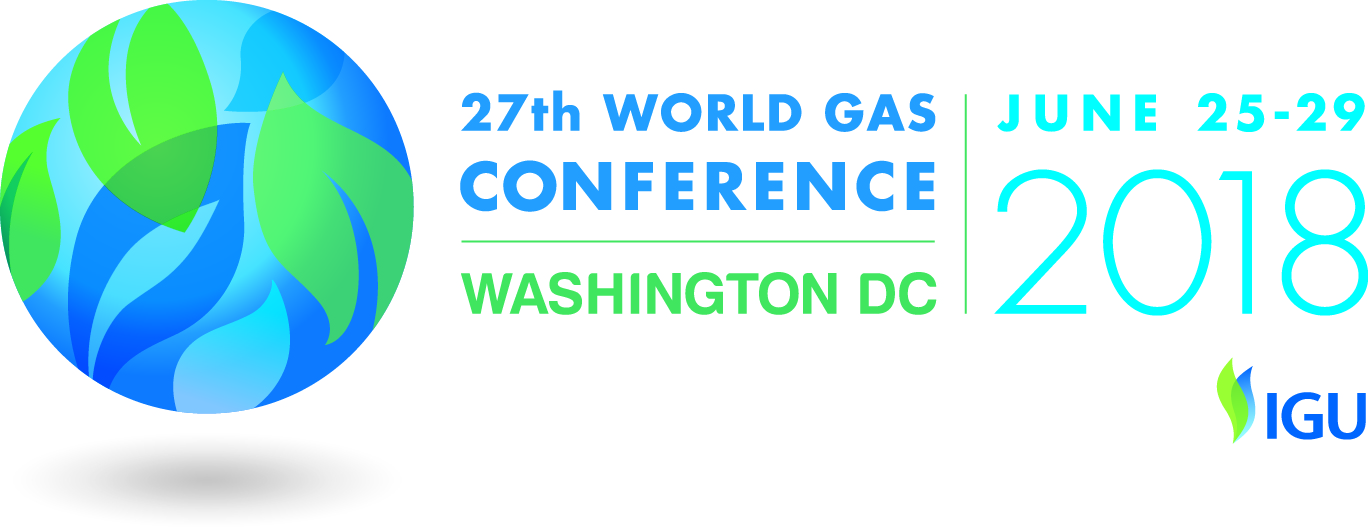 27th WORLD GAS
CONFERENCE
WASHINGTON DC
JUNE 25-29
2018
IGU